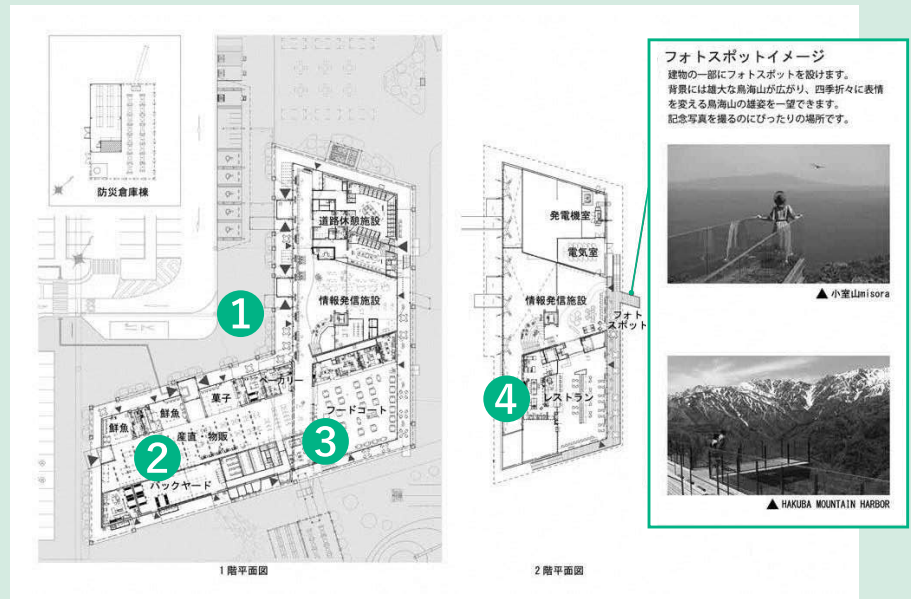 防災倉庫棟
道路休憩施設
情報発信施設
ベーカリー
菓子
鮮魚
鮮魚
産直・物販
フードコート
バックヤード
1
2
3
1階平面図
発電機室
電気室
情報発信施設
フォト
スポット
レストラン
4
2階平面図
フォトスポットイメージ
建物の一部にフォトスポットを設けます。
背景には雄大な鳥海山が広がり、四季折々に表情
を変える鳥海山の雄姿を一望できます。
記念写真を撮るのにぴったりの場所です。
▲ 小室山misora
▲ HAKUBA MOUNTAIN HARBOR